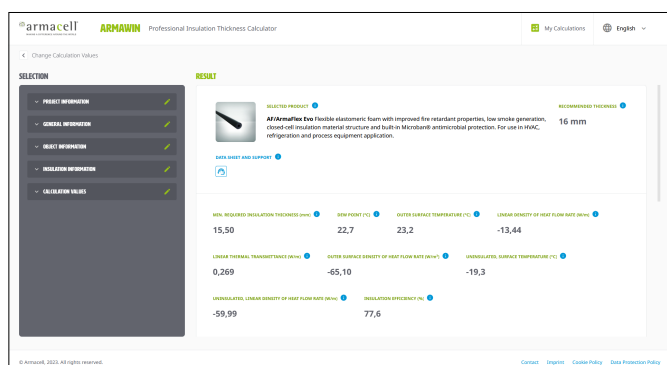 armacell
ARMAWIN
Professional Insulation Thickness Calculator
My Calculations
English
Change Calculation Values
SELECTION
RESULT
PROJECT INFORMATION
GENERAL INFORMATION
OBJECT INFORMATION
INSULATION INFORMATION
CALCULATION VALUES
SELECTED PRODUCT
AF/ArmaFlex Evo Flexible elastomeric foam with improved fire retardant properties, low smoke generation,
closed-cell insulation material structure and built-in Microban® antimicrobial protection. For use in HVAC,
refrigeration and process equipment application.
RECOMMENDED THICKNESS
16 mm
DATA SHEET AND SUPPORT
MIN. REQUIRED INSULATION THICKNESS (mm)
15,50
DEW POINT (°C)
22,7
OUTER SURFACE TEMPERATURE (°C)
23,2
LINEAR DENSITY OF HEAT FLOW RATE (W/m)
-13,44
LINEAR THERMAL TRANSMITTANCE (W/m)
0,269
OUTER SURFACE DENSITY OF HEAT FLOW RATE (W/m²)
-65,10
UNINSULATED, SURFACE TEMPERATURE (°C)
-19,3
UNINSULATED, LINEAR DENSITY OF HEAT FLOW RATE (W/m)
-59,99
INSULATION EFFICIENCY (%)
77,6
© Armacell, 2023. All rights reserved.
Contact
Imprint
Cookie Policy
Data Protection Policy